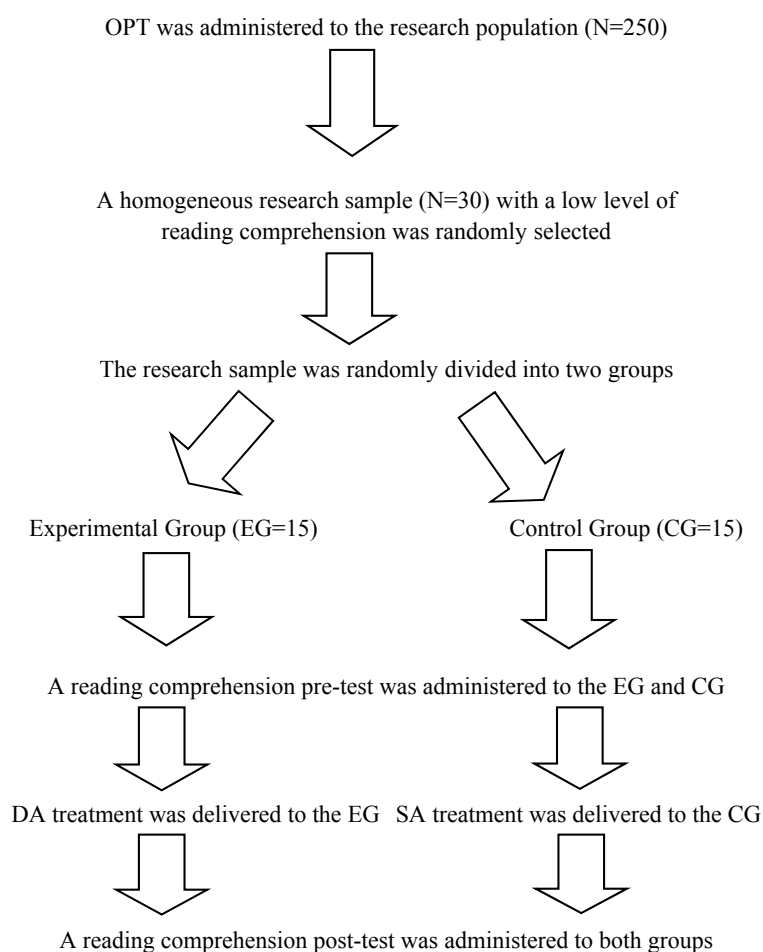 OPT was administered to the research population (N=250)
A homogeneous research sample (N=30) with a low level of
reading comprehension was randomly selected
The research sample was randomly divided into two groups
Experimental Group (EG=15)
Control Group (CG=15)
A reading comprehension pre-test was administered to the EG and CG
DA treatment was delivered to the EG
SA treatment was delivered to the CG
A reading comprehension post-test was administered to both groups